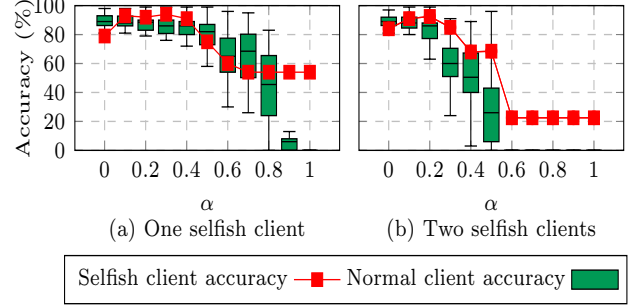 Accuracy (%)
100
80
60
40
20
0
0 0.2 0.4 0.6 0.8 1
α
(a) One selfish client
0 0.2 0.4 0.6 0.8 1
α
(b) Two selfish clients
Selfish client accuracy Normal client accuracy